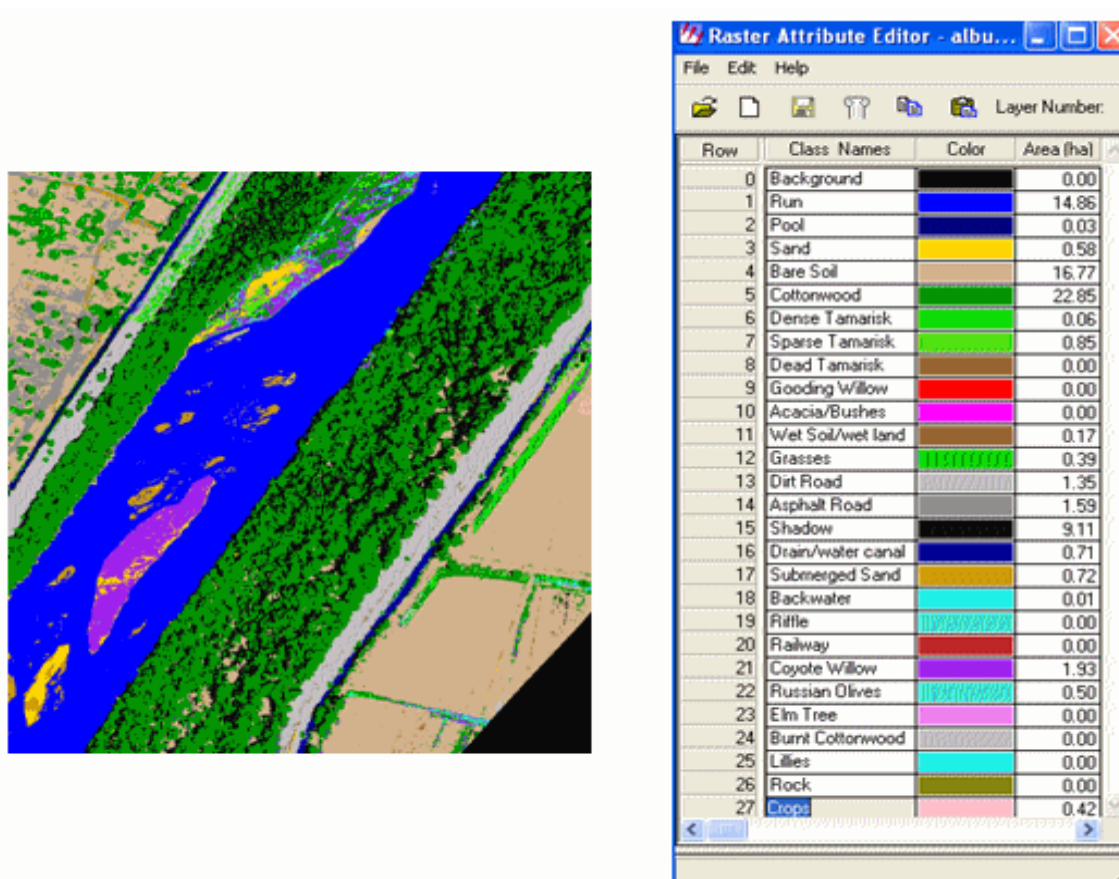 Raster Attribute Editor - albu...
File Edit Help
Layer Number:
Row Class Names Color Area (ha)
0 Background 0.00
1 Run 14.86
2 Pool 0.03
3 Sand 0.58
4 Bare Soil 16.77
5 Cottonwood 22.85
6 Dense Tamarisk 0.06
7 Sparse Tamarisk 0.85
8 Dead Tamarisk 0.00
9 Gooding Willow 0.00
10 Acacia/Bushes 0.00
11 Wet Soil/wet land 0.17
12 Grasses 0.39
13 Dirt Road 1.35
14 Asphalt Road 1.59
15 Shadow 9.11
16 Drain/water canal 0.71
17 Submerged Sand 0.72
18 Backwater 0.01
19 Riffle 0.00
20 Railway 0.00
21 Coyote Willow 1.93
22 Russian Olives 0.50
23 Elm Tree 0.00
24 Burnt Cottonwood 0.00
25 Lillies 0.00
26 Rock 0.00
27 Crops 0.42